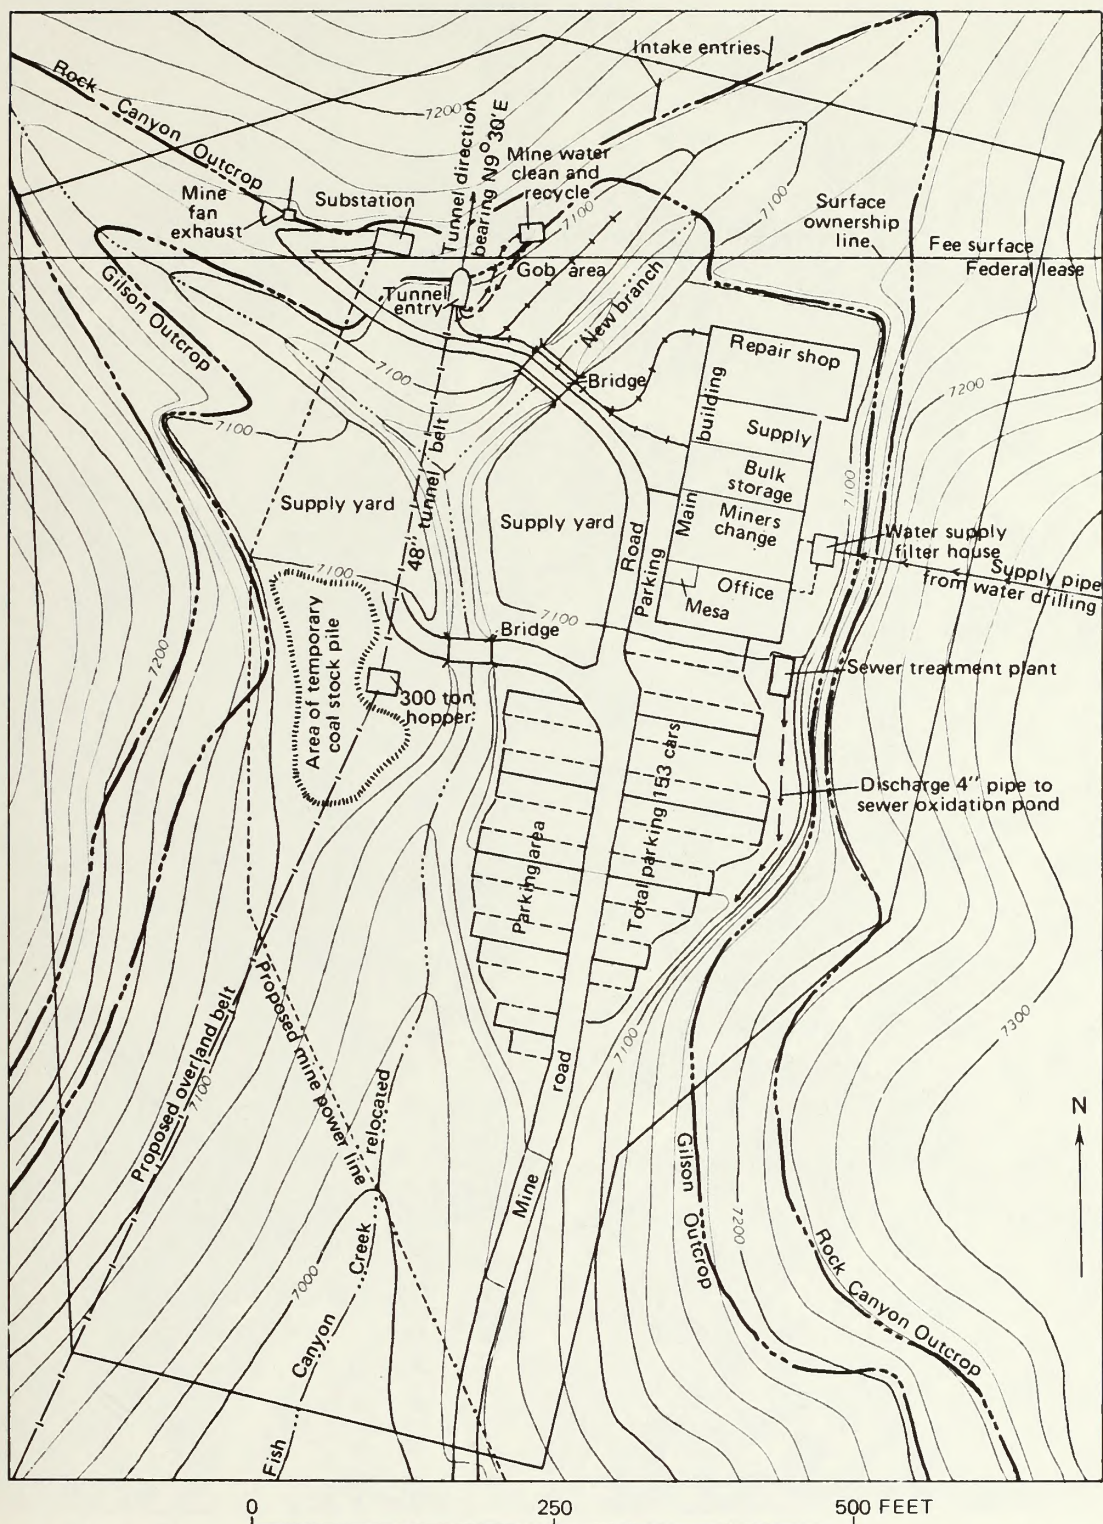 Intake entries
Rock Canyon Outcrop
7200
Tunnel direction
bearing N9° 30'E
Mine water
clean and
recycle
Mine
fan
exhaust
Substation
7100
7100
Surface
ownership
line
Fee surface
Federal lease
Gilson Outcrop
Gob area
Tunnel
entry
New branch
7100
Bridge
Repair shop
7200
Main building
Supply
7100
48" tunnel belt
Bulk
storage
7100
Supply yard
Supply yard
Road
Parking
Miners
change
Water supply
filter house
Supply pipe
from water drilling
7100
Office
Mesa
7100
Bridge
7200
Area of temporary
coal stock pile
300 ton
hopper
Sewer treatment plant
Discharge 4" pipe to
sewer oxidation pond
Parking area
Total parking 153 cars
Proposed overland belt
7100
Proposed mine power line
relocated
road
7100
7300
N
Gilson Outcrop
7200
Mine
7000
Rock Canyon Outcrop
Fish Canyon Creek
0 250 500 FEET